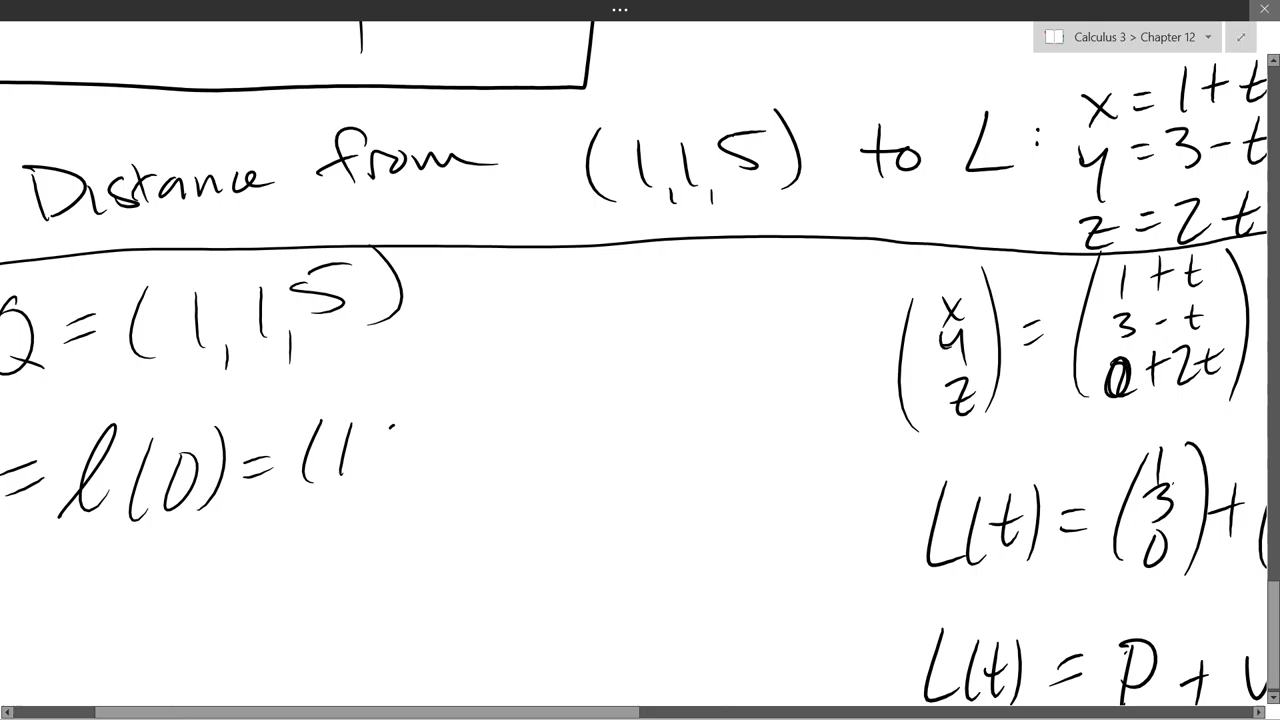 Calculus 3 > Chapter 12
Distance from (1,1,5) to L:
x = 1 + t
y = 3 - t
z = 2t
Q = (1,1,5)
(x y z) = (1 + t 3 - t 0 + 2t)
= l(0) = (1
L(t) = (1 3 0) + (
L(t) = P +